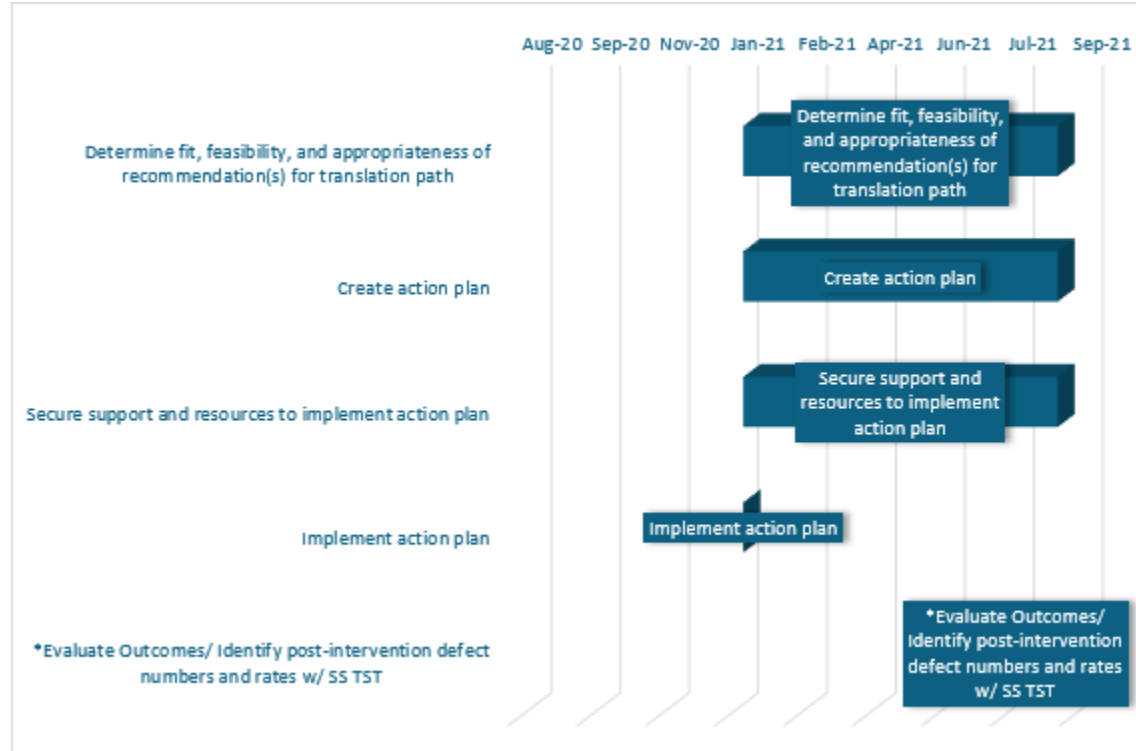 Aug-20 Sep-20 Nov-20 Jan-21 Feb-21 Apr-21 Jun-21 Jul-21 Sep-21
Determine fit, feasibility, and appropriateness of
recommendation(s) for translation path
Determine fit, feasibility,
and appropriateness of
recommendation(s) for
translation path
Create action plan
Create action plan
Secure support and resources to implement action plan
Secure support and
resources to implement
action plan
Implement action plan
Implement action plan
*Evaluate Outcomes/ Identify post-intervention defect
numbers and rates w/ SS TST
*Evaluate Outcomes/
Identify post-intervention
defect numbers and rates
w/ SS TST